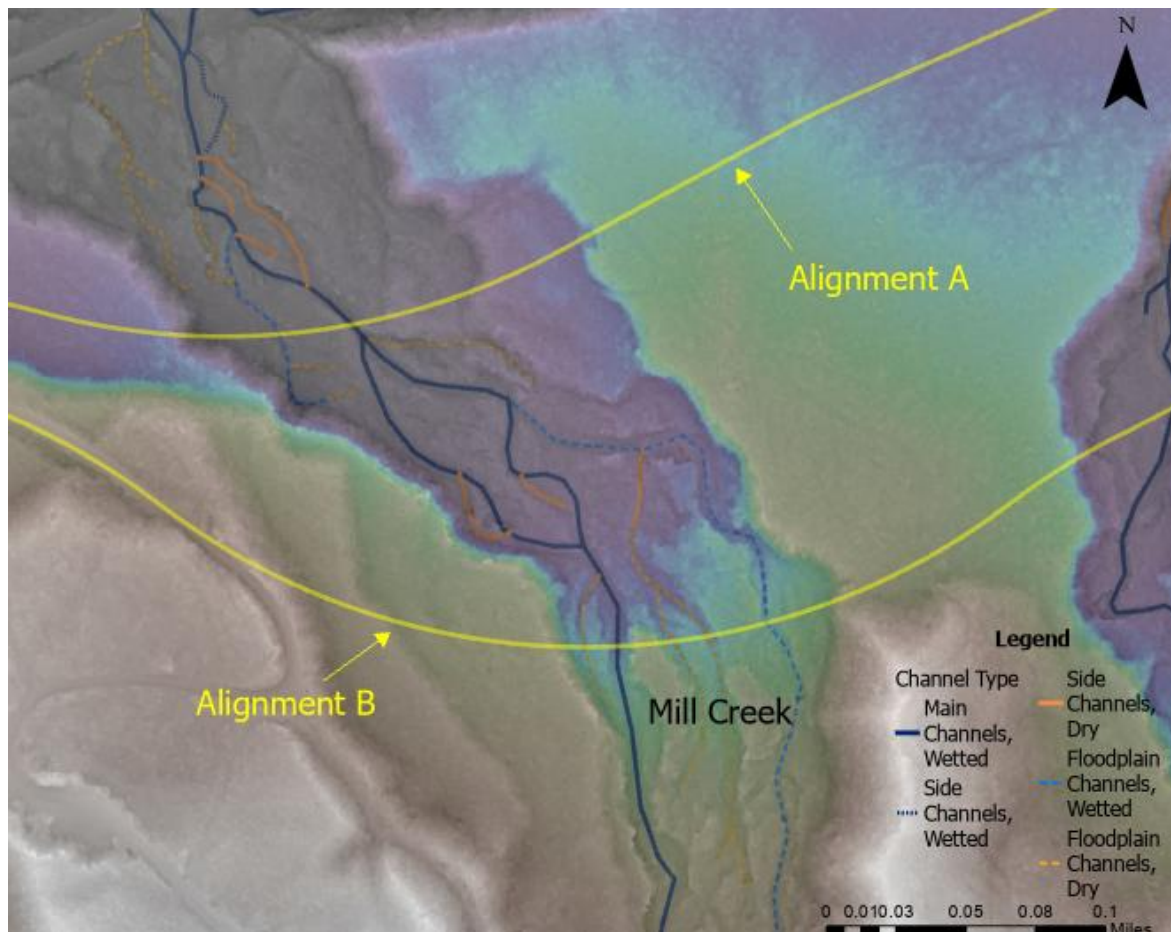 N
Alignment A
Alignment B
Mill Creek
Legend
Channel Type
Main
Channels,
Wetted
Side
Channels,
Wetted
Side
Channels,
Dry
Floodplain
Channels,
Wetted
Floodplain
Channels,
Dry
0 0.010.03 0.05 0.08 0.1
Miles